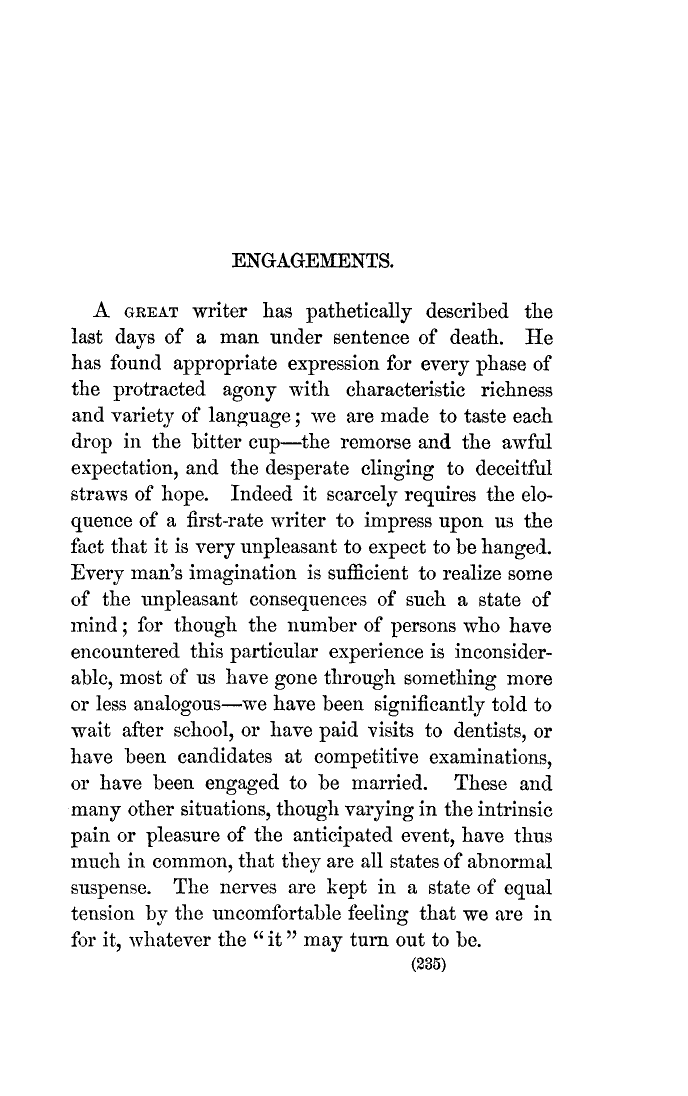 ENGAGEMENTS.
A GREAT writer has pathetically described the
last days of a man under sentence of death. He
has found appropriate expression for every phase of
the protracted agony with characteristic richness
and variety of language; we are made to taste each
drop in the bitter cup—the remorse and the awful
expectation, and the desperate clinging to deceitful
straws of hope. Indeed it scarcely requires the elo-
quence of a first-rate writer to impress upon us the
fact that it is very unpleasant to expect to be hanged.
Every man's imagination is sufficient to realize some
of the unpleasant consequences of such a state of
mind; for though the number of persons who have
encountered this particular experience is inconsider-
able, most of us have gone through something more
or less analogous—we have been significantly told to
wait after school, or have paid visits to dentists, or
have been candidates at competitive examinations,
or have been engaged to be married. These and
many other situations, though varying in the intrinsic
pain or pleasure of the anticipated event, have thus
much in common, that they are all states of abnormal
suspense. The nerves are kept in a state of equal
tension by the uncomfortable feeling that we are in
for it, whatever the "it" may turn out to be.
(235)